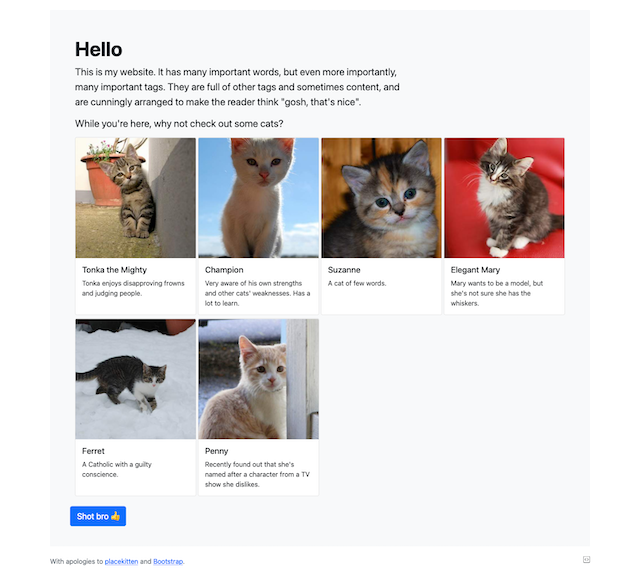 Hello
This is my website. It has many important words, but even more importantly,
many important tags. They are full of other tags and sometimes content, and
are cunningly arranged to make the reader think "gosh, that's nice".
While you're here, why not check out some cats?
Tonka the Mighty
Tonka enjoys disapproving frowns
and judging people.
Champion
Very aware of his own strengths
and other cats' weaknesses. Has a
lot to learn.
Suzanne
A cat of few words.
Elegant Mary
Mary wants to be a model, but
she's not sure she has the
whiskers.
Ferret
A Catholic with a guilty
conscience.
Penny
Recently found out that she's
named after a character from a TV
show she dislikes.
Shot bro 👍
With apologies to placekitten and Bootstrap.